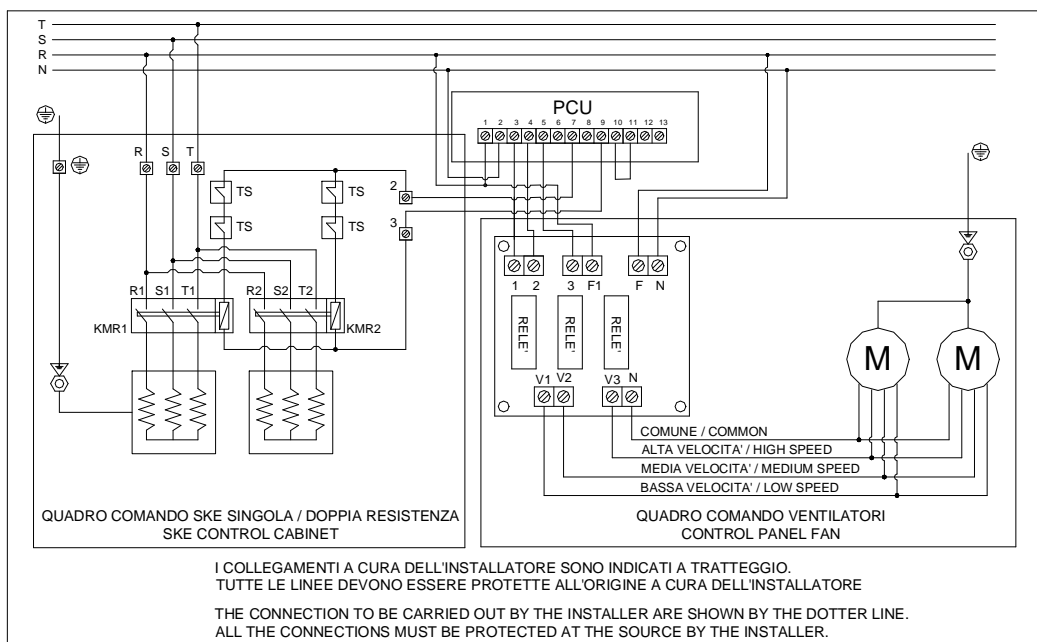 T
S
R
N
PCU
1 2 3 4 5 6 7 8 9 10 11 12 13
R S T
TS TS 2
TS TS 3
1 2 3 F1 F N
R1 S1 T1 R2 S2 T2
KMR1 KMR2
RELE' RELE' RELE'
M M
V1 V2 V3 N
COMUNE / COMMON
ALTA VELOCITA' / HIGH SPEED
MEDIA VELOCITA' / MEDIUM SPEED
BASSA VELOCITA' / LOW SPEED
QUADRO COMANDO SKE SINGOLA / DOPPIA RESISTENZA
SKE CONTROL CABINET
QUADRO COMANDO VENTILATORI
CONTROL PANEL FAN
I COLLEGAMENTI A CURA DELL'INSTALLATORE SONO INDICATI A TRATTEGGIO.
TUTTE LE LINEE DEVONO ESSERE PROTETTE ALL'ORIGINE A CURA DELL'INSTALLATORE
THE CONNECTION TO BE CARRIED OUT BY THE INSTALLER ARE SHOWN BY THE DOTTER LINE.
ALL THE CONNECTIONS MUST BE PROTECTED AT THE SOURCE BY THE INSTALLER.